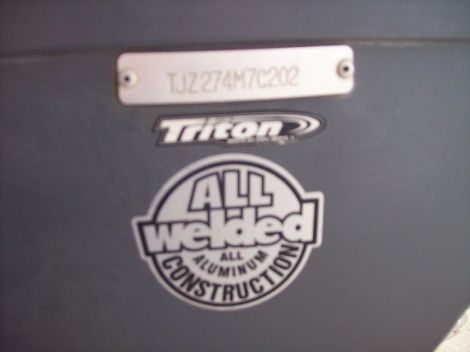 TJZ274M7C202
Triton
ALL
welded
ALL
ALUMINUM
CONSTRUCTION